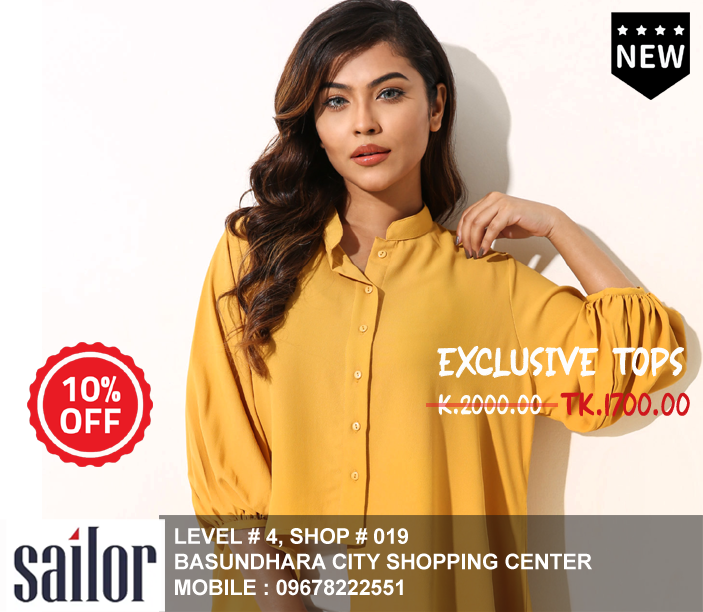 NEW
EXCLUSIVE TOPS
K.2000.00 TK.1700.00
10%
OFF
sailor
LEVEL # 4, SHOP # 019
BASUNDHARA CITY SHOPPING CENTER
MOBILE : 09678222551